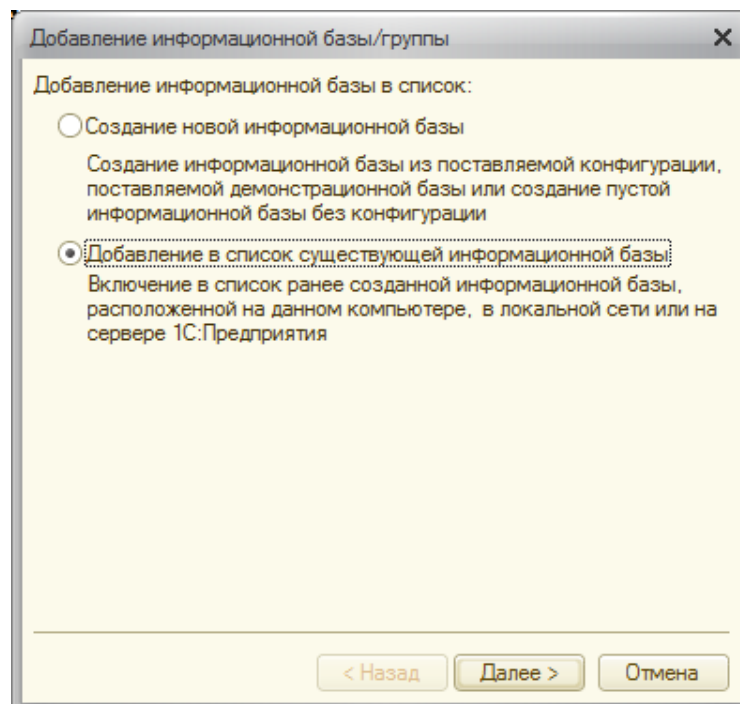 Добавление информационной базы/группы
Добавление информационной базы в список:
Создание новой информационной базы
Создание информационной базы из поставляемой конфигурации,
поставляемой демонстрационной базы или создание пустой
информационной базы без конфигурации
Добавление в список существующей информационной базы
Включение в список ранее созданной информационной базы,
расположенной на данном компьютере, в локальной сети или на
сервере 1С:Предприятия
< Назад Далее > Отмена